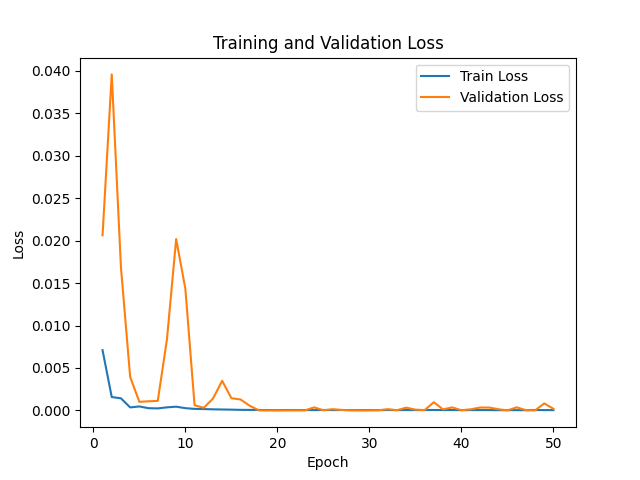 Training and Validation Loss
Train Loss
Validation Loss
0.040
0.035
0.030
0.025
0.020
0.015
0.010
0.005
0.000
Loss
0 10 20 30 40 50
Epoch